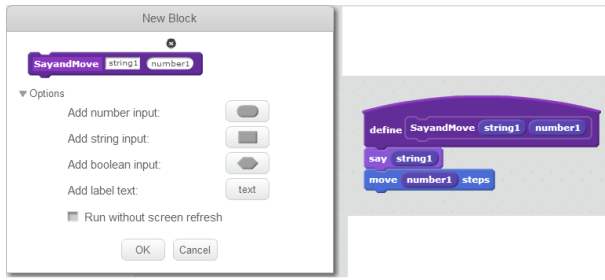 New Block
SayandMove string1 number1
Options
Add number input:
Add string input:
Add boolean input:
Add label text: text
Run without screen refresh
OK Cancel
define SayandMove string1 number1
say string1
move number1 steps